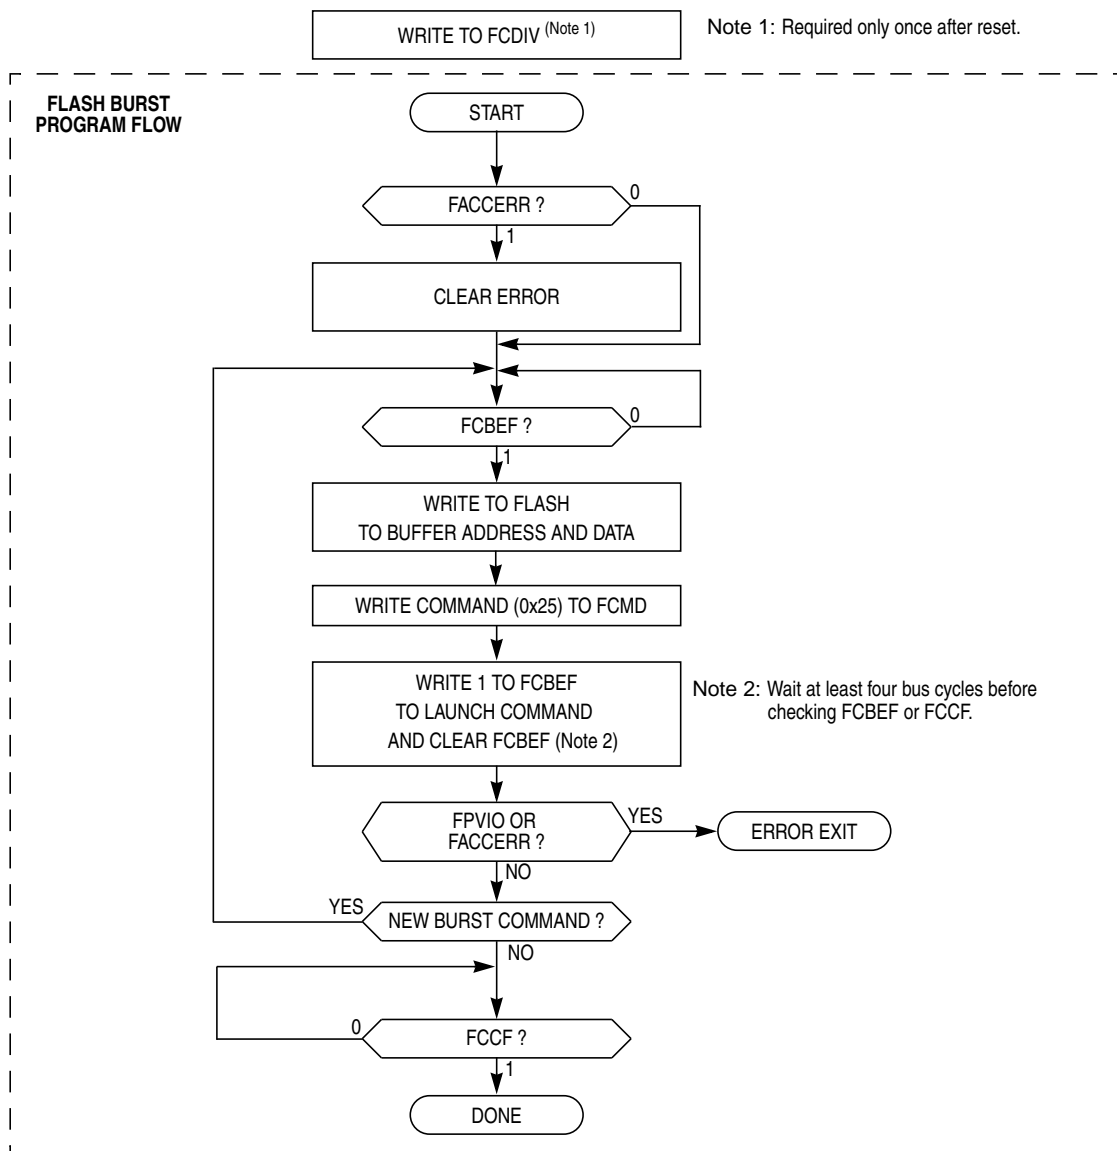 WRITE TO FCDIV (Note 1)
Note 1: Required only once after reset.
FLASH BURST
PROGRAM FLOW
START
FACCERR ?
0
1
CLEAR ERROR
FCBEF ?
0
1
WRITE TO FLASH
TO BUFFER ADDRESS AND DATA
WRITE COMMAND (0x25) TO FCMD
WRITE 1 TO FCBEF
TO LAUNCH COMMAND
AND CLEAR FCBEF (Note 2)
Note 2: Wait at least four bus cycles before
checking FCBEF or FCCF.
FPVIO OR
FACCERR ?
YES
ERROR EXIT
NO
YES
NEW BURST COMMAND ?
NO
0
FCCF ?
1
DONE